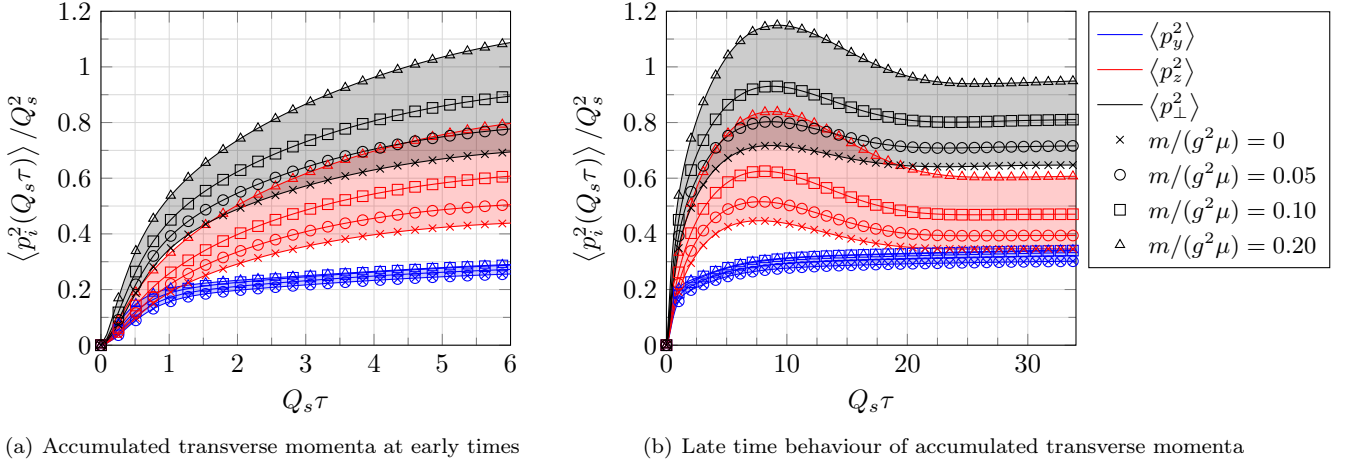 1.2
1
0.8
0.6
0.4
0.2
0
⟨p_i^2(Q_sτ)⟩ /Q_s^2
0 1 2 3 4 5 6
Q_sτ
(a) Accumulated transverse momenta at early times
1.2
1
0.8
0.6
0.4
0.2
0
⟨p_i^2(Q_sτ)⟩ /Q_s^2
0 10 20 30
Q_sτ
(b) Late time behaviour of accumulated transverse momenta
⟨p_y^2⟩
⟨p_z^2⟩
⟨p_⊥^2⟩
m/(g^2μ) = 0
m/(g^2μ) = 0.05
m/(g^2μ) = 0.10
m/(g^2μ) = 0.20